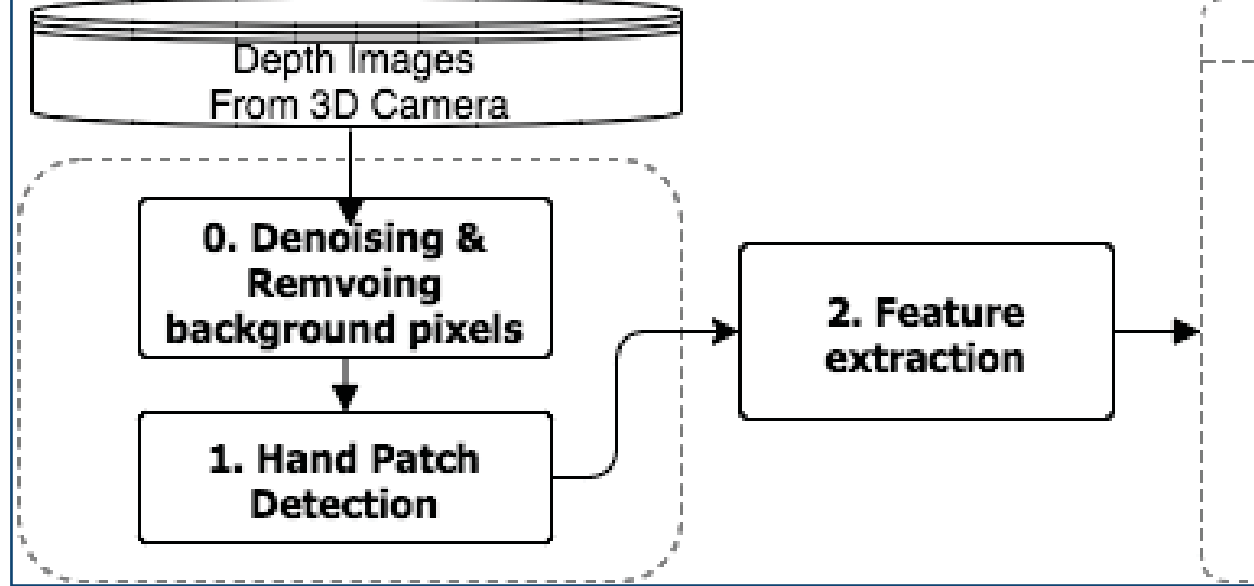 Depth Images
From 3D Camera
0. Denoising &
Remvoing
background pixels
1. Hand Patch
Detection
2. Feature
extraction